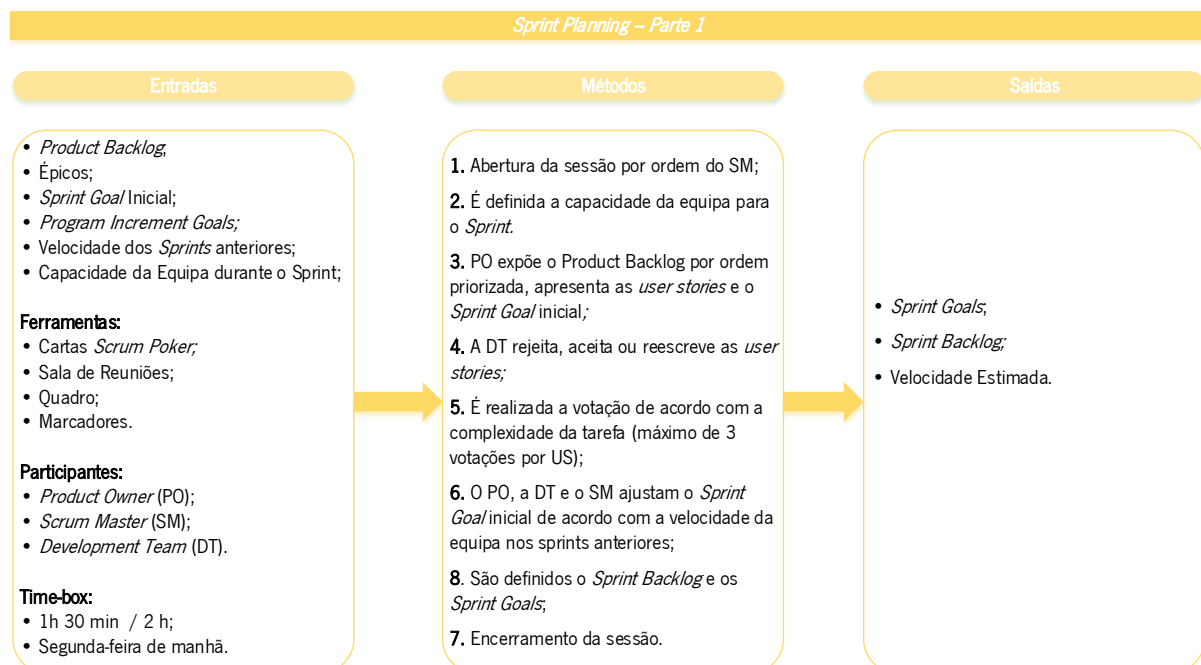 Sprint Planning – Parte 1
Entradas
• Product Backlog;
• Épicos;
• Sprint Goal Inicial;
• Program Increment Goals;
• Velocidade dos Sprints anteriores;
• Capacidade da Equipa durante o Sprint;
Ferramentas:
• Cartas Scrum Poker;
• Sala de Reuniões;
• Quadro;
• Marcadores.
Participantes:
• Product Owner (PO);
• Scrum Master (SM);
• Development Team (DT).
Time-box:
• 1h 30 min / 2 h;
• Segunda-feira de manhã.
Métodos
1. Abertura da sessão por ordem do SM;
2. É definida a capacidade da equipa para
o Sprint.
3. PO expõe o Product Backlog por ordem
priorizada, apresenta as user stories e o
Sprint Goal inicial;
4. A DT rejeita, aceita ou reescreve as user
stories;
5. É realizada a votação de acordo com a
complexidade da tarefa (máximo de 3
votações por US);
6. O PO, a DT e o SM ajustam o Sprint
Goal inicial de acordo com a velocidade da
equipa nos sprints anteriores;
8. São definidos o Sprint Backlog e os
Sprint Goals;
7. Encerramento da sessão.
Saídas
• Sprint Goals;
• Sprint Backlog;
• Velocidade Estimada.